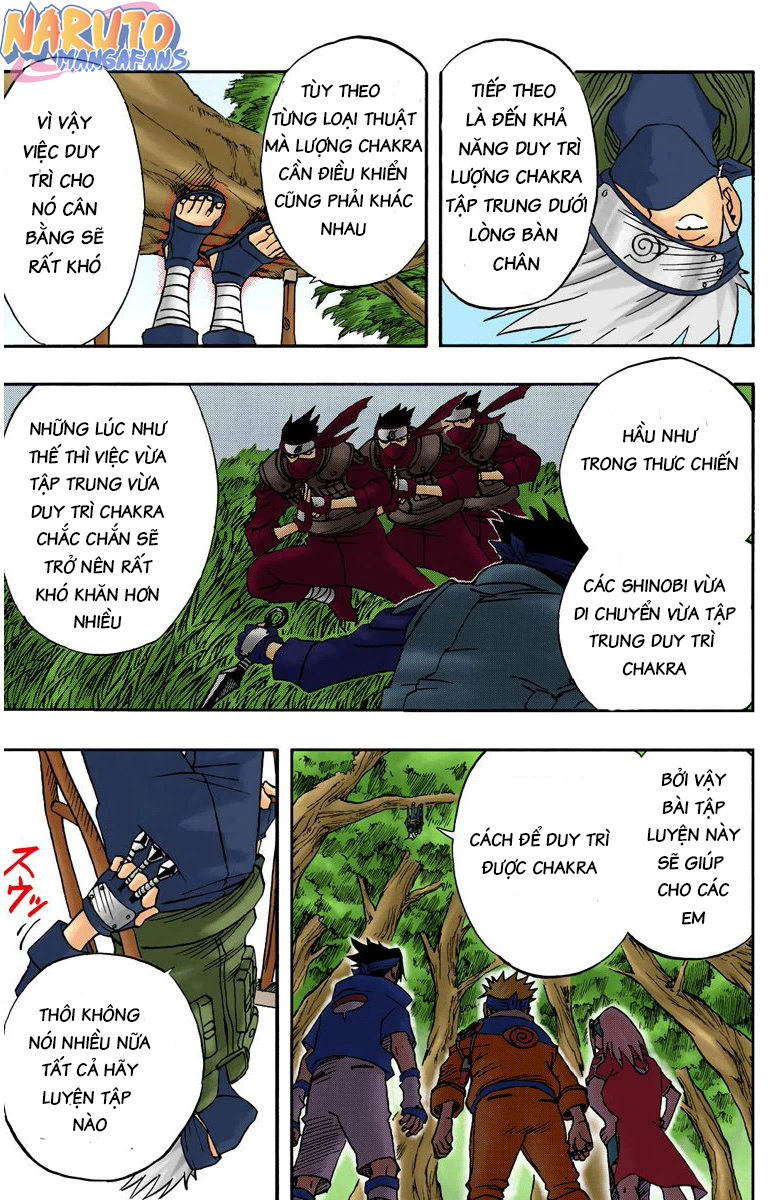 NARUTO
MANGAFANS
TIẾP THEO
LÀ ĐẾN KHẢ
NĂNG DUY TRÌ
LƯỢNG CHAKRA
TẬP TRUNG DƯỚI
LÒNG BÀN
CHÂN
TÙY THEO
TỪNG LOẠI THUẬT
MÀ LƯỢNG CHAKRA
CẦN ĐIỀU KHIỂN
CŨNG PHẢI KHÁC
NHAU
VÌ VẬY
VIỆC DUY
TRÌ CHO
NÓ CÂN
BẰNG SẼ
RẤT KHÓ
HẦU NHƯ
TRONG THƯC CHIẾN
CÁC SHINOBI VỪA
DI CHUYỂN VỪA TẬP
TRUNG DUY TRÌ
CHAKRA
NHỮNG LÚC NHƯ
THẾ THÌ VIỆC VỪA
TẬP TRUNG VỪA
DUY TRÌ CHAKRA
CHẮC CHẮN SẼ
TRỞ NÊN RẤT
KHÓ KHĂN HƠN
NHIỀU
BỞI VẬY
BÀI TẬP
LUYỆN NÀY
SẼ GIÚP
CHO CÁC
EM
CÁCH ĐỂ DUY TRÌ
ĐƯỢC CHAKRA
スウッ
THÔI KHÔNG
NÓI NHIỀU NỮA
TẤT CẢ HÃY
LUYỆN TẬP
NÀO